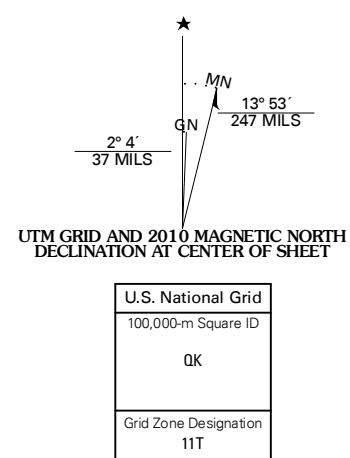 MN
GN
13° 53´
247 MILS
2° 4´
37 MILS
UTM GRID AND 2010 MAGNETIC NORTH
DECLINATION AT CENTER OF SHEET
U.S. National Grid
100,000-m Square ID
QK
Grid Zone Designation
11T